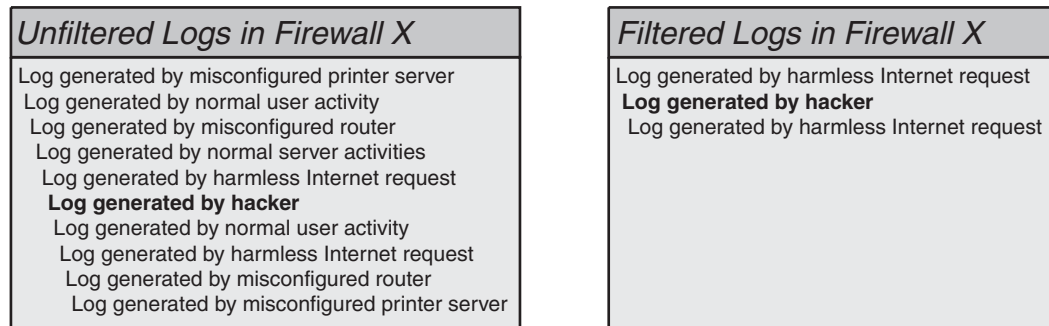 Unfiltered Logs in Firewall X
Log generated by misconfigured printer server
Log generated by normal user activity
Log generated by misconfigured router
Log generated by normal server activities
Log generated by harmless Internet request
Log generated by hacker
Log generated by normal user activity
Log generated by harmless Internet request
Log generated by misconfigured router
Log generated by misconfigured printer server
Filtered Logs in Firewall X
Log generated by harmless Internet request
Log generated by hacker
Log generated by harmless Internet request